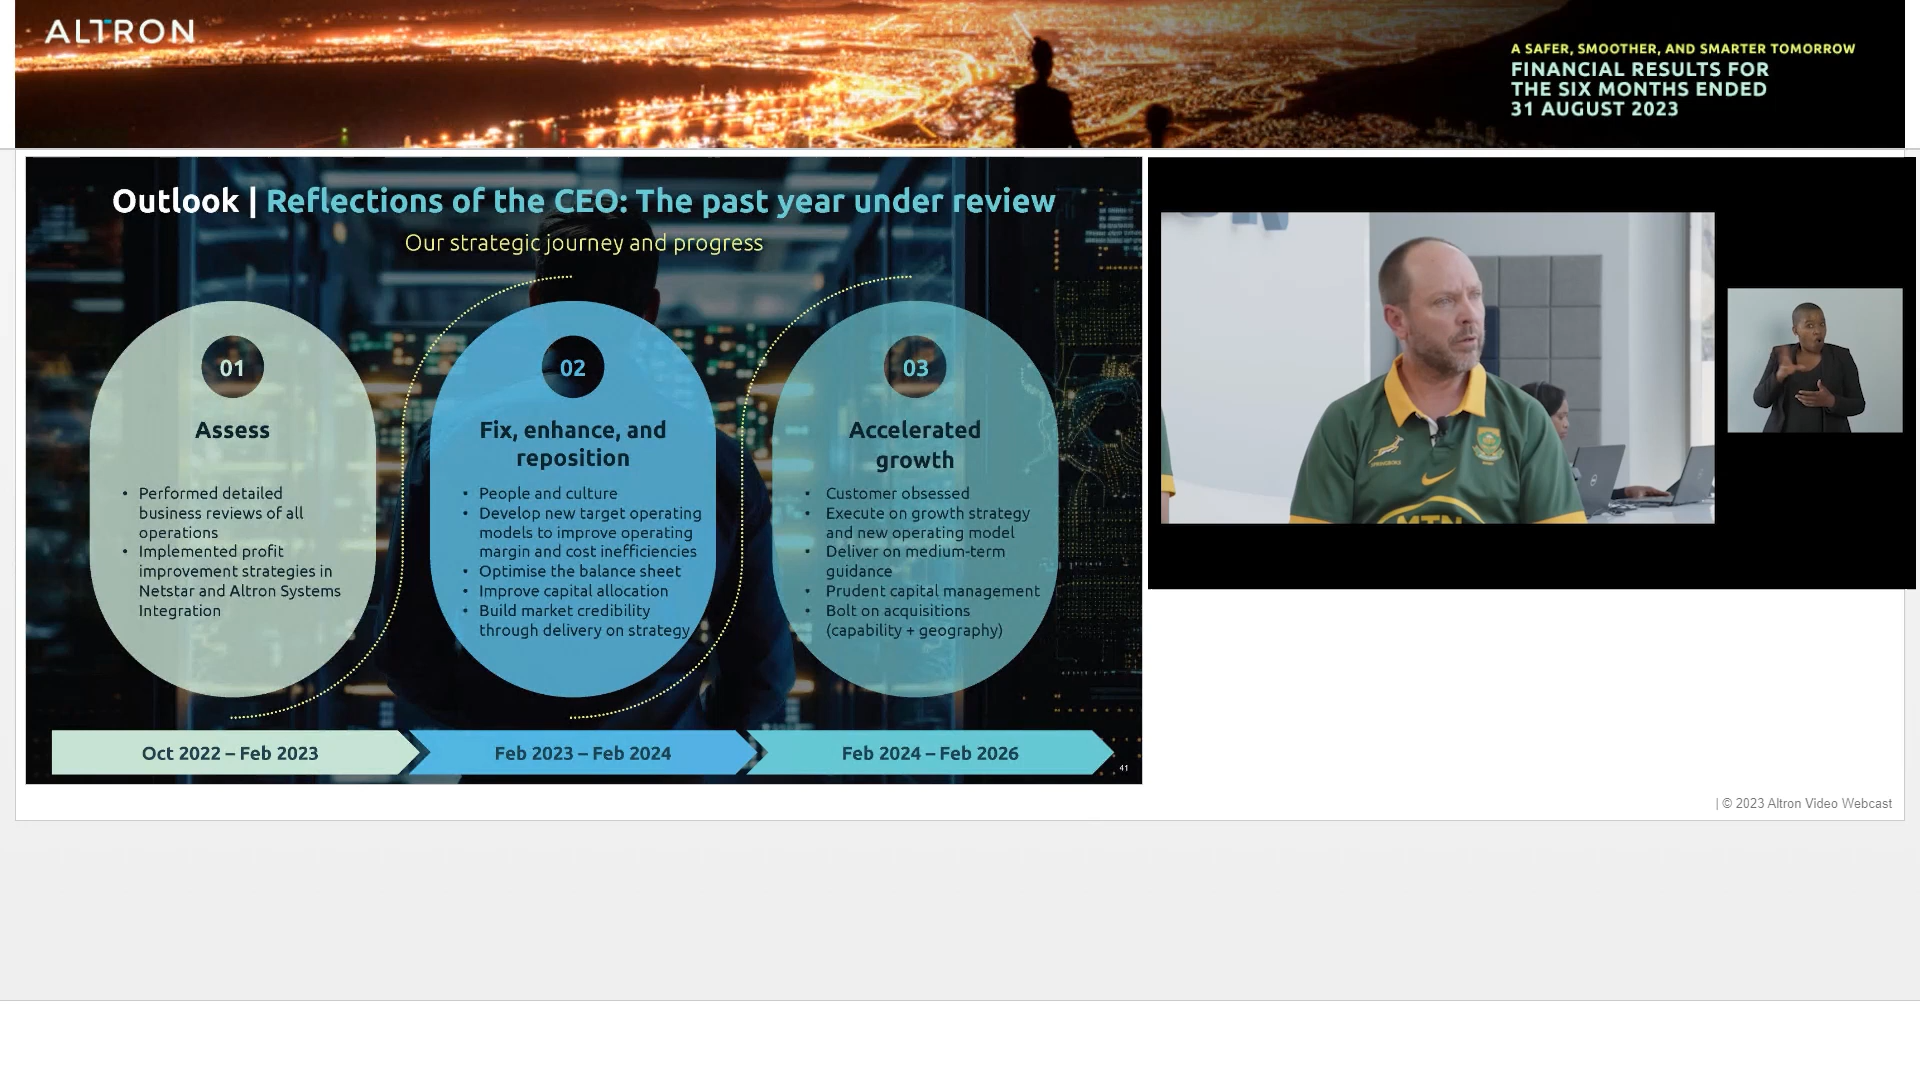 ALTRON
A SAFER, SMOOTHER, AND SMARTER TOMORROW
FINANCIAL RESULTS FOR
THE SIX MONTHS ENDED
31 AUGUST 2023
Outlook | Reflections of the CEO: The past year under review
Our strategic journey and progress
01
Assess
• Performed detailed
business reviews of all
operations
• Implemented profit
improvement strategies in
Netstar and Altron Systems
Integration
02
Fix, enhance, and
reposition
• People and culture
• Develop new target operating
models to improve operating
margin and cost inefficiencies
• Optimise the balance sheet
• Improve capital allocation
• Build market credibility
through delivery on strategy
03
Accelerated
growth
• Customer obsessed
• Execute on growth strategy
and new operating model
• Deliver on medium-term
guidance
• Prudent capital management
• Bolt on acquisitions
(capability + geography)
Oct 2022 – Feb 2023
Feb 2023 – Feb 2024
Feb 2024 – Feb 2026
41
SPRINGBOKS
MTN
| © 2023 Altron Video Webcast